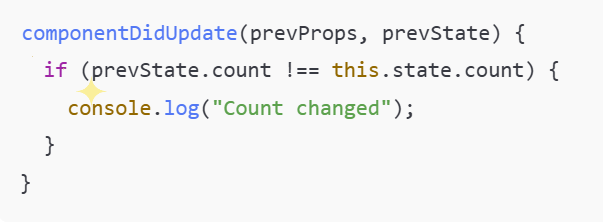 componentDidUpdate(prevProps, prevState) {
  if (prevState.count !== this.state.count) {
    console.log("Count changed");
  }
}